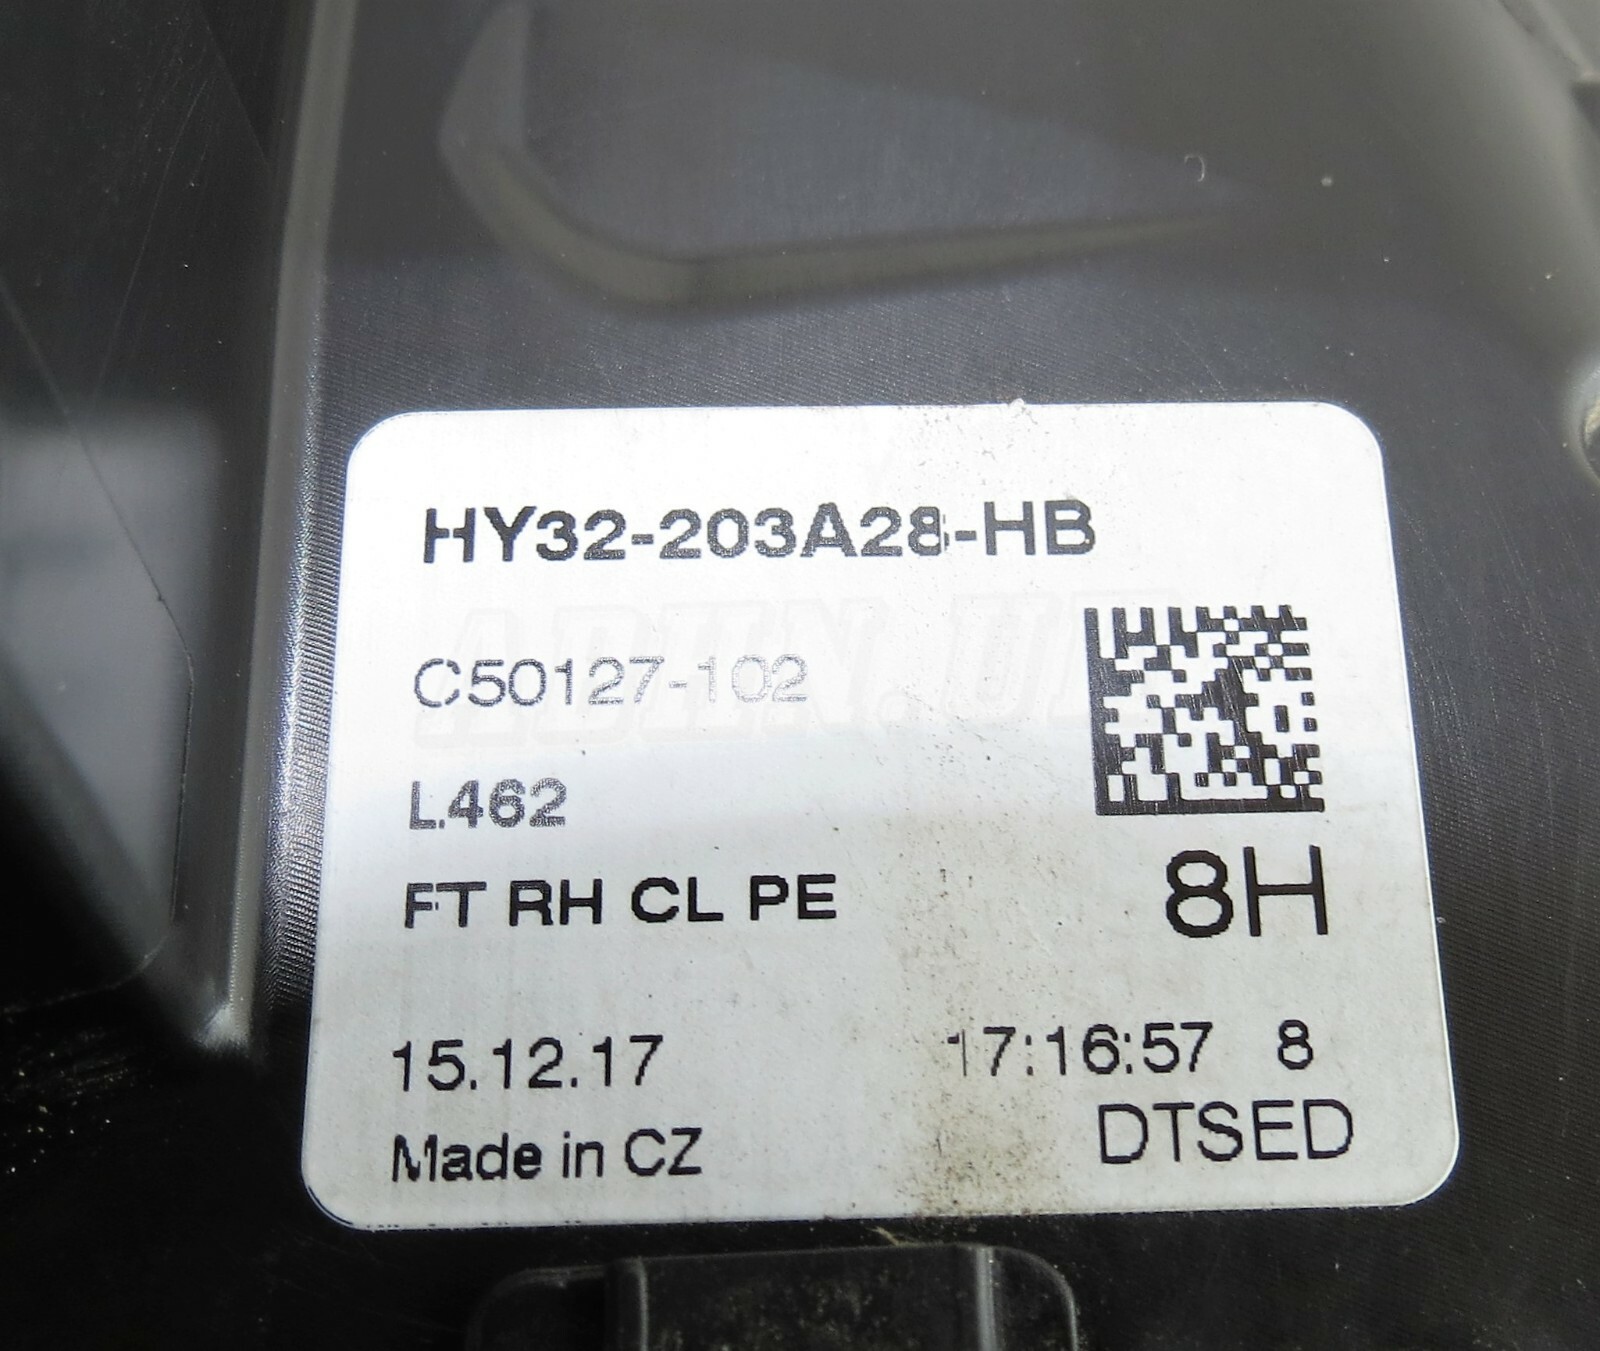 HY32-203A28-HB
C50127-102
L462
FT RH CL PE
8H
15.12.17 17:16:57 8
Made in CZ DTSED